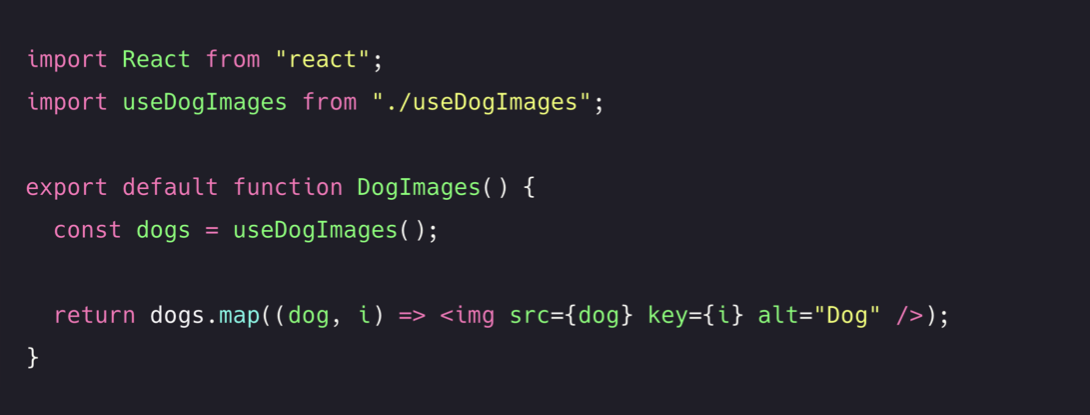 import React from "react";
import useDogImages from "./useDogImages";
export default function DogImages() {
const dogs = useDogImages();
return dogs.map((dog, i) => <img src={dog} key={i} alt="Dog" />);
}